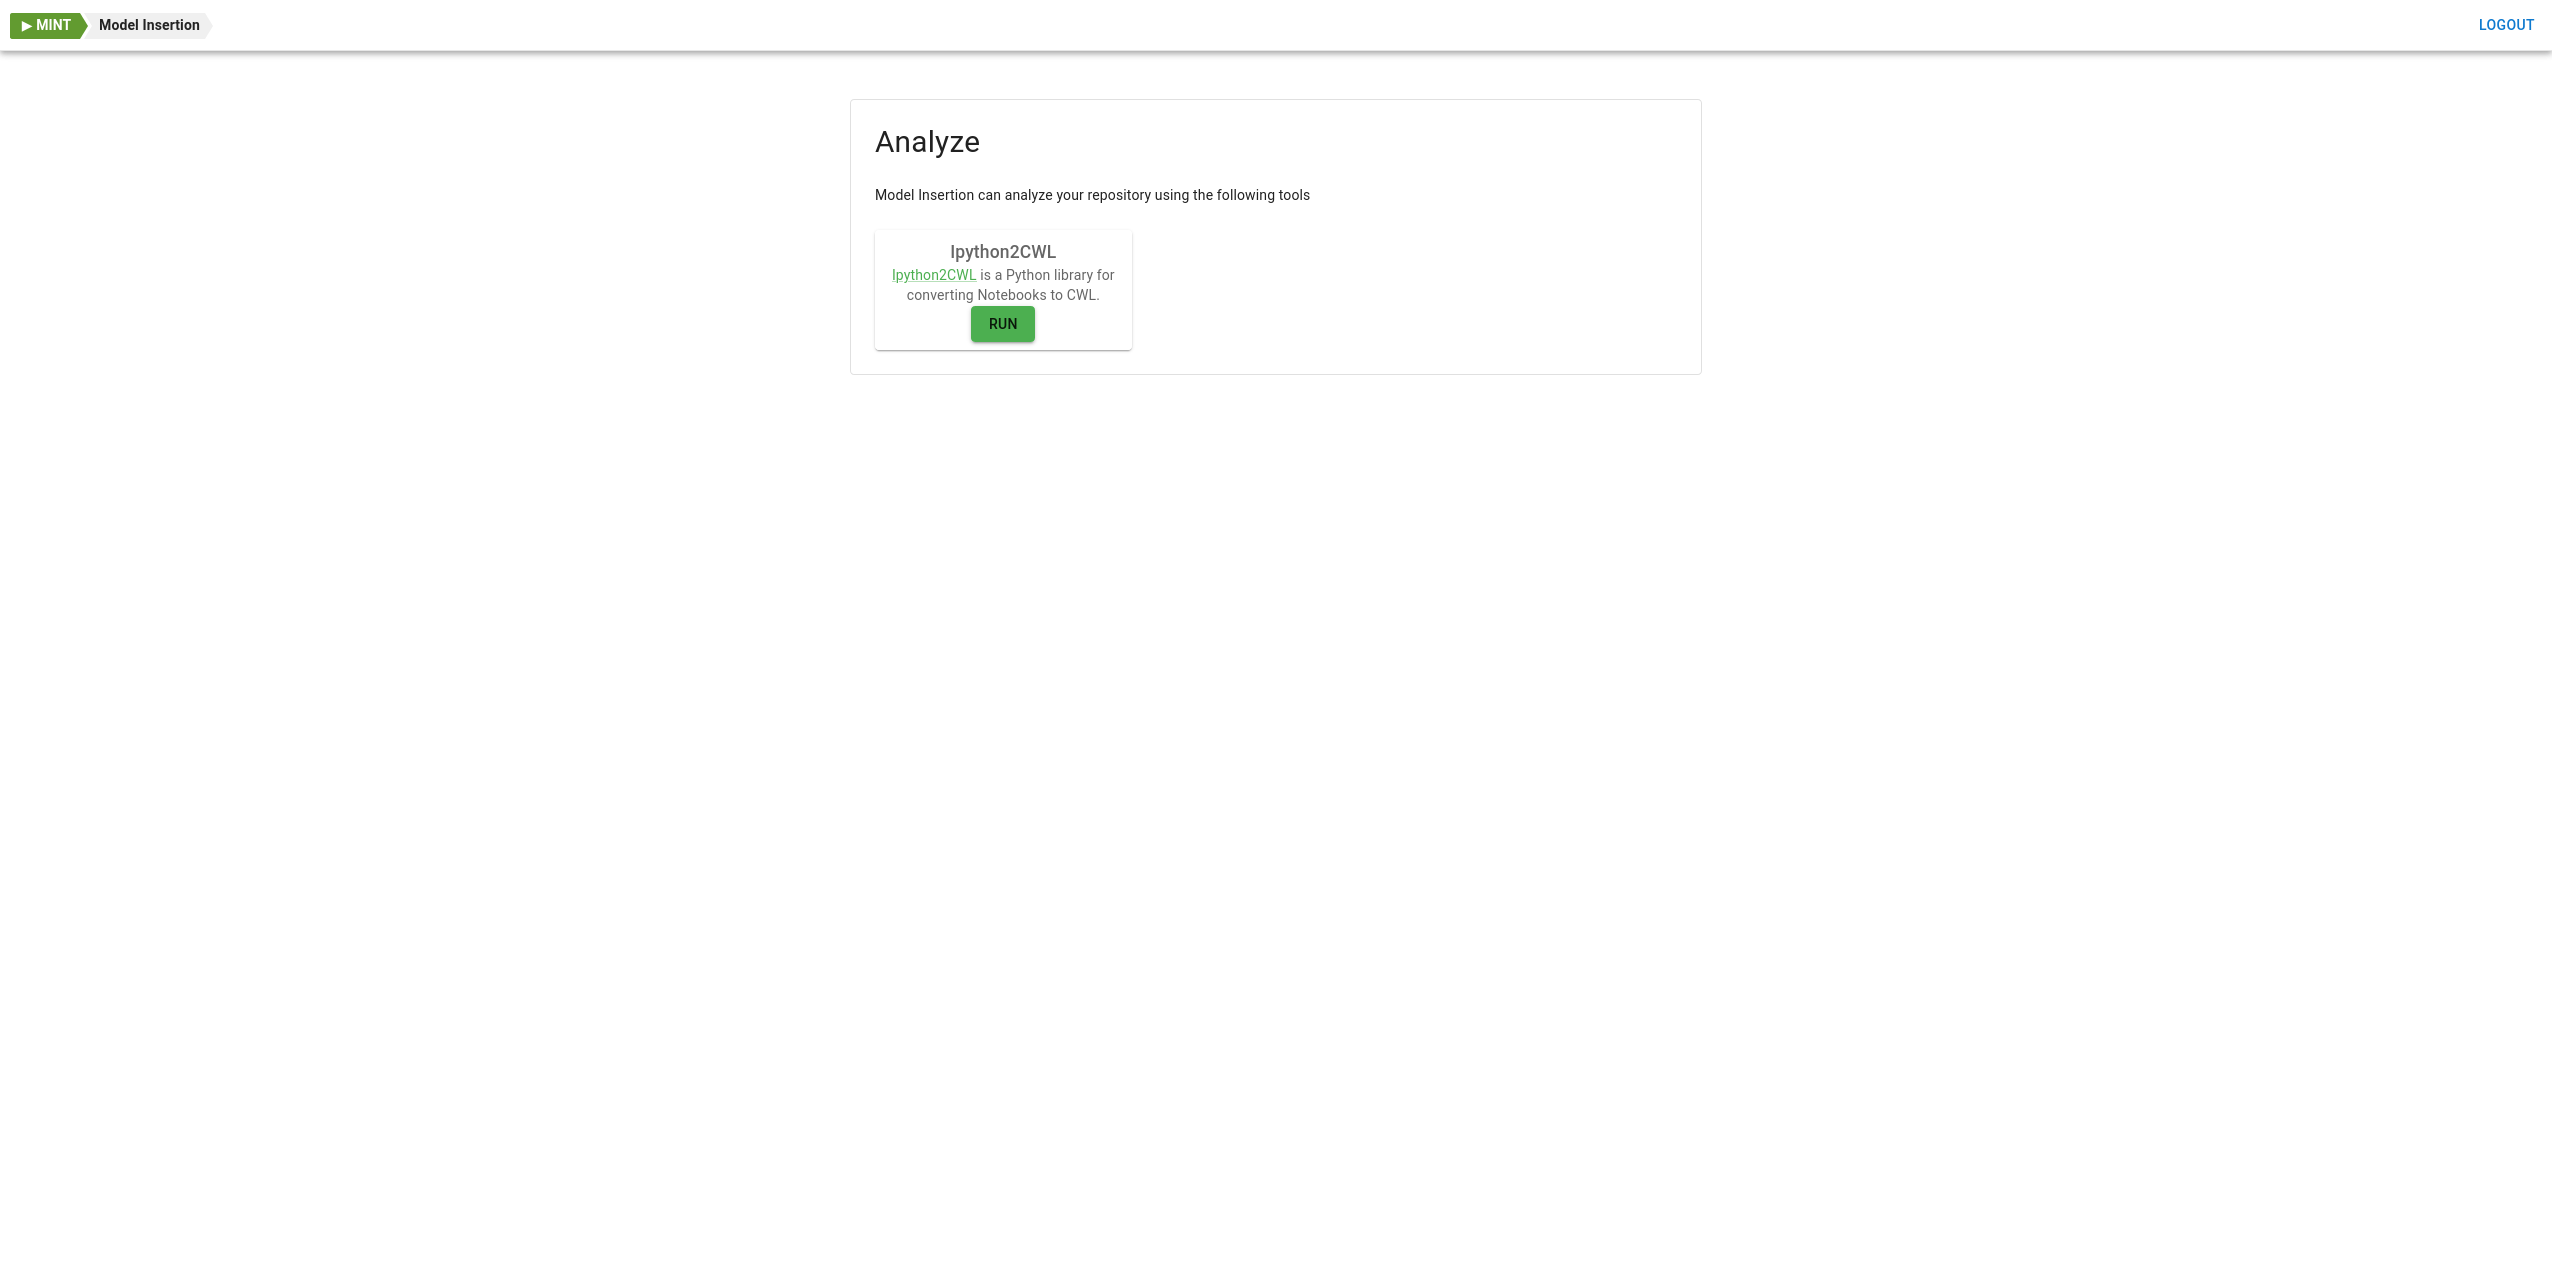 ▶ MINT
Model Insertion
LOGOUT
Analyze
Model Insertion can analyze your repository using the following tools
Ipython2CWL
Ipython2CWL is a Python library for
converting Notebooks to CWL.
RUN